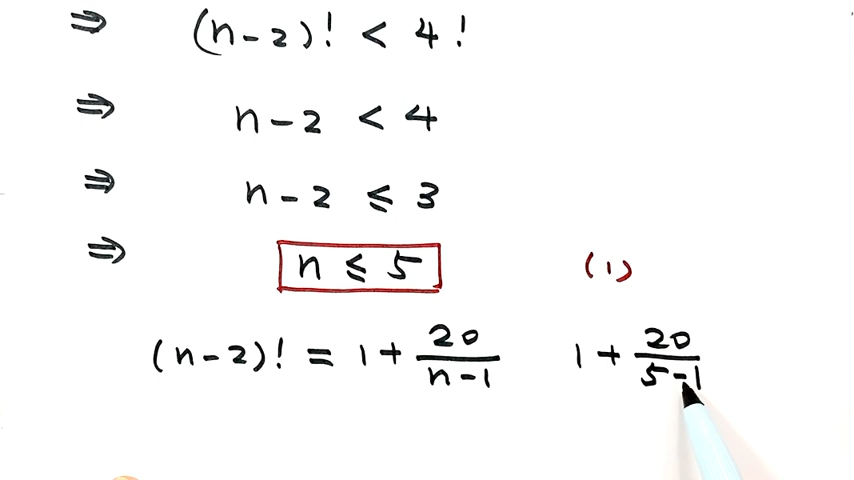 ⇒ (n-2)! < 4!
⇒ n-2 < 4
⇒ n-2 ≤ 3
⇒ n ≤ 5 (1)
(n-2)! = 1 + 20/(n-1) 1 + 20/(5-1)